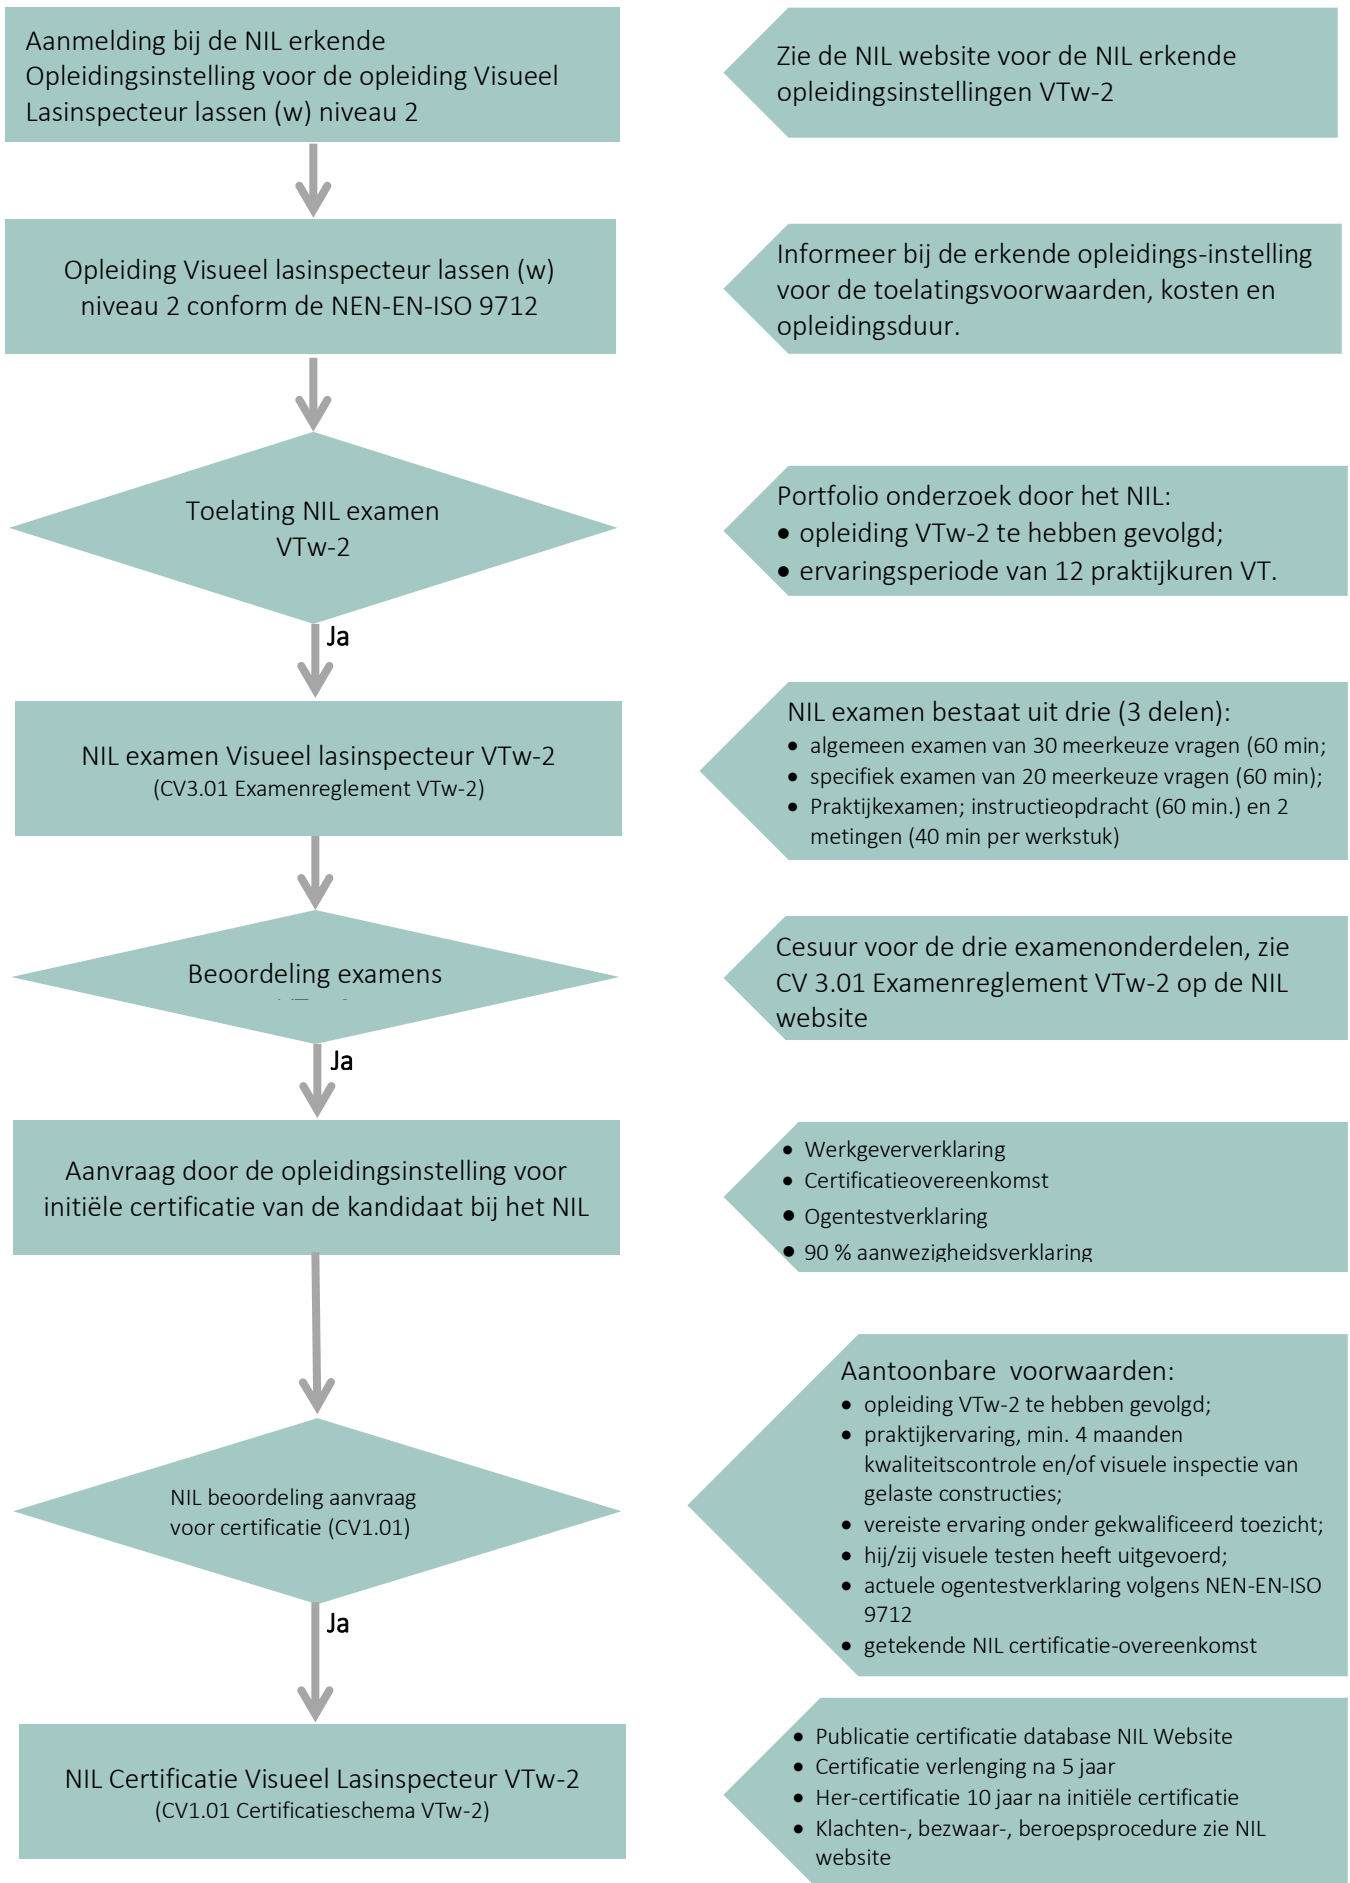 Aanmelding bij de NIL erkende
Opleidingsinstelling voor de opleiding Visueel
Lasinspecteur lassen (w) niveau 2
Zie de NIL website voor de NIL erkende
opleidingsinstellingen VTw-2
Opleiding Visueel lasinspecteur lassen (w)
niveau 2 conform de NEN-EN-ISO 9712
Informeer bij de erkende opleidings-instelling
voor de toelatingsvoorwaarden, kosten en
opleidingsduur.
Toelating NIL examen
VTw-2
Portfolio onderzoek door het NIL:
• opleiding VTw-2 te hebben gevolgd;
• ervaringsperiode van 12 praktijkuren VT.
Ja
NIL examen Visueel lasinspecteur VTw-2
(CV3.01 Examenreglement VTw-2)
NIL examen bestaat uit drie (3 delen):
• algemeen examen van 30 meerkeuze vragen (60 min;
• specifiek examen van 20 meerkeuze vragen (60 min);
• Praktijkexamen; instructieopdracht (60 min.) en 2
metingen (40 min per werkstuk)
Beoordeling examens
Cesuur voor de drie examenonderdelen, zie
CV 3.01 Examenreglement VTw-2 op de NIL
website
Ja
Aanvraag door de opleidingsinstelling voor
initiële certificatie van de kandidaat bij het NIL
• Werkgeververklaring
• Certificatieovereenkomst
• Ogentestverklaring
• 90 % aanwezigheidsverklaring
NIL beoordeling aanvraag
voor certificatie (CV1.01)
Aantoonbare voorwaarden:
• opleiding VTw-2 te hebben gevolgd;
• praktijkervaring, min. 4 maanden
kwaliteitscontrole en/of visuele inspectie van
gelaste constructies;
• vereiste ervaring onder gekwalificeerd toezicht;
• hij/zij visuele testen heeft uitgevoerd;
• actuele ogentestverklaring volgens NEN-EN-ISO
9712
• getekende NIL certificatie-overeenkomst
Ja
NIL Certificatie Visueel Lasinspecteur VTw-2
(CV1.01 Certificatieschema VTw-2)
• Publicatie certificatie database NIL Website
• Certificatie verlenging na 5 jaar
• Her-certificatie 10 jaar na initiële certificatie
• Klachten-, bezwaar-, beroepsprocedure zie NIL
website